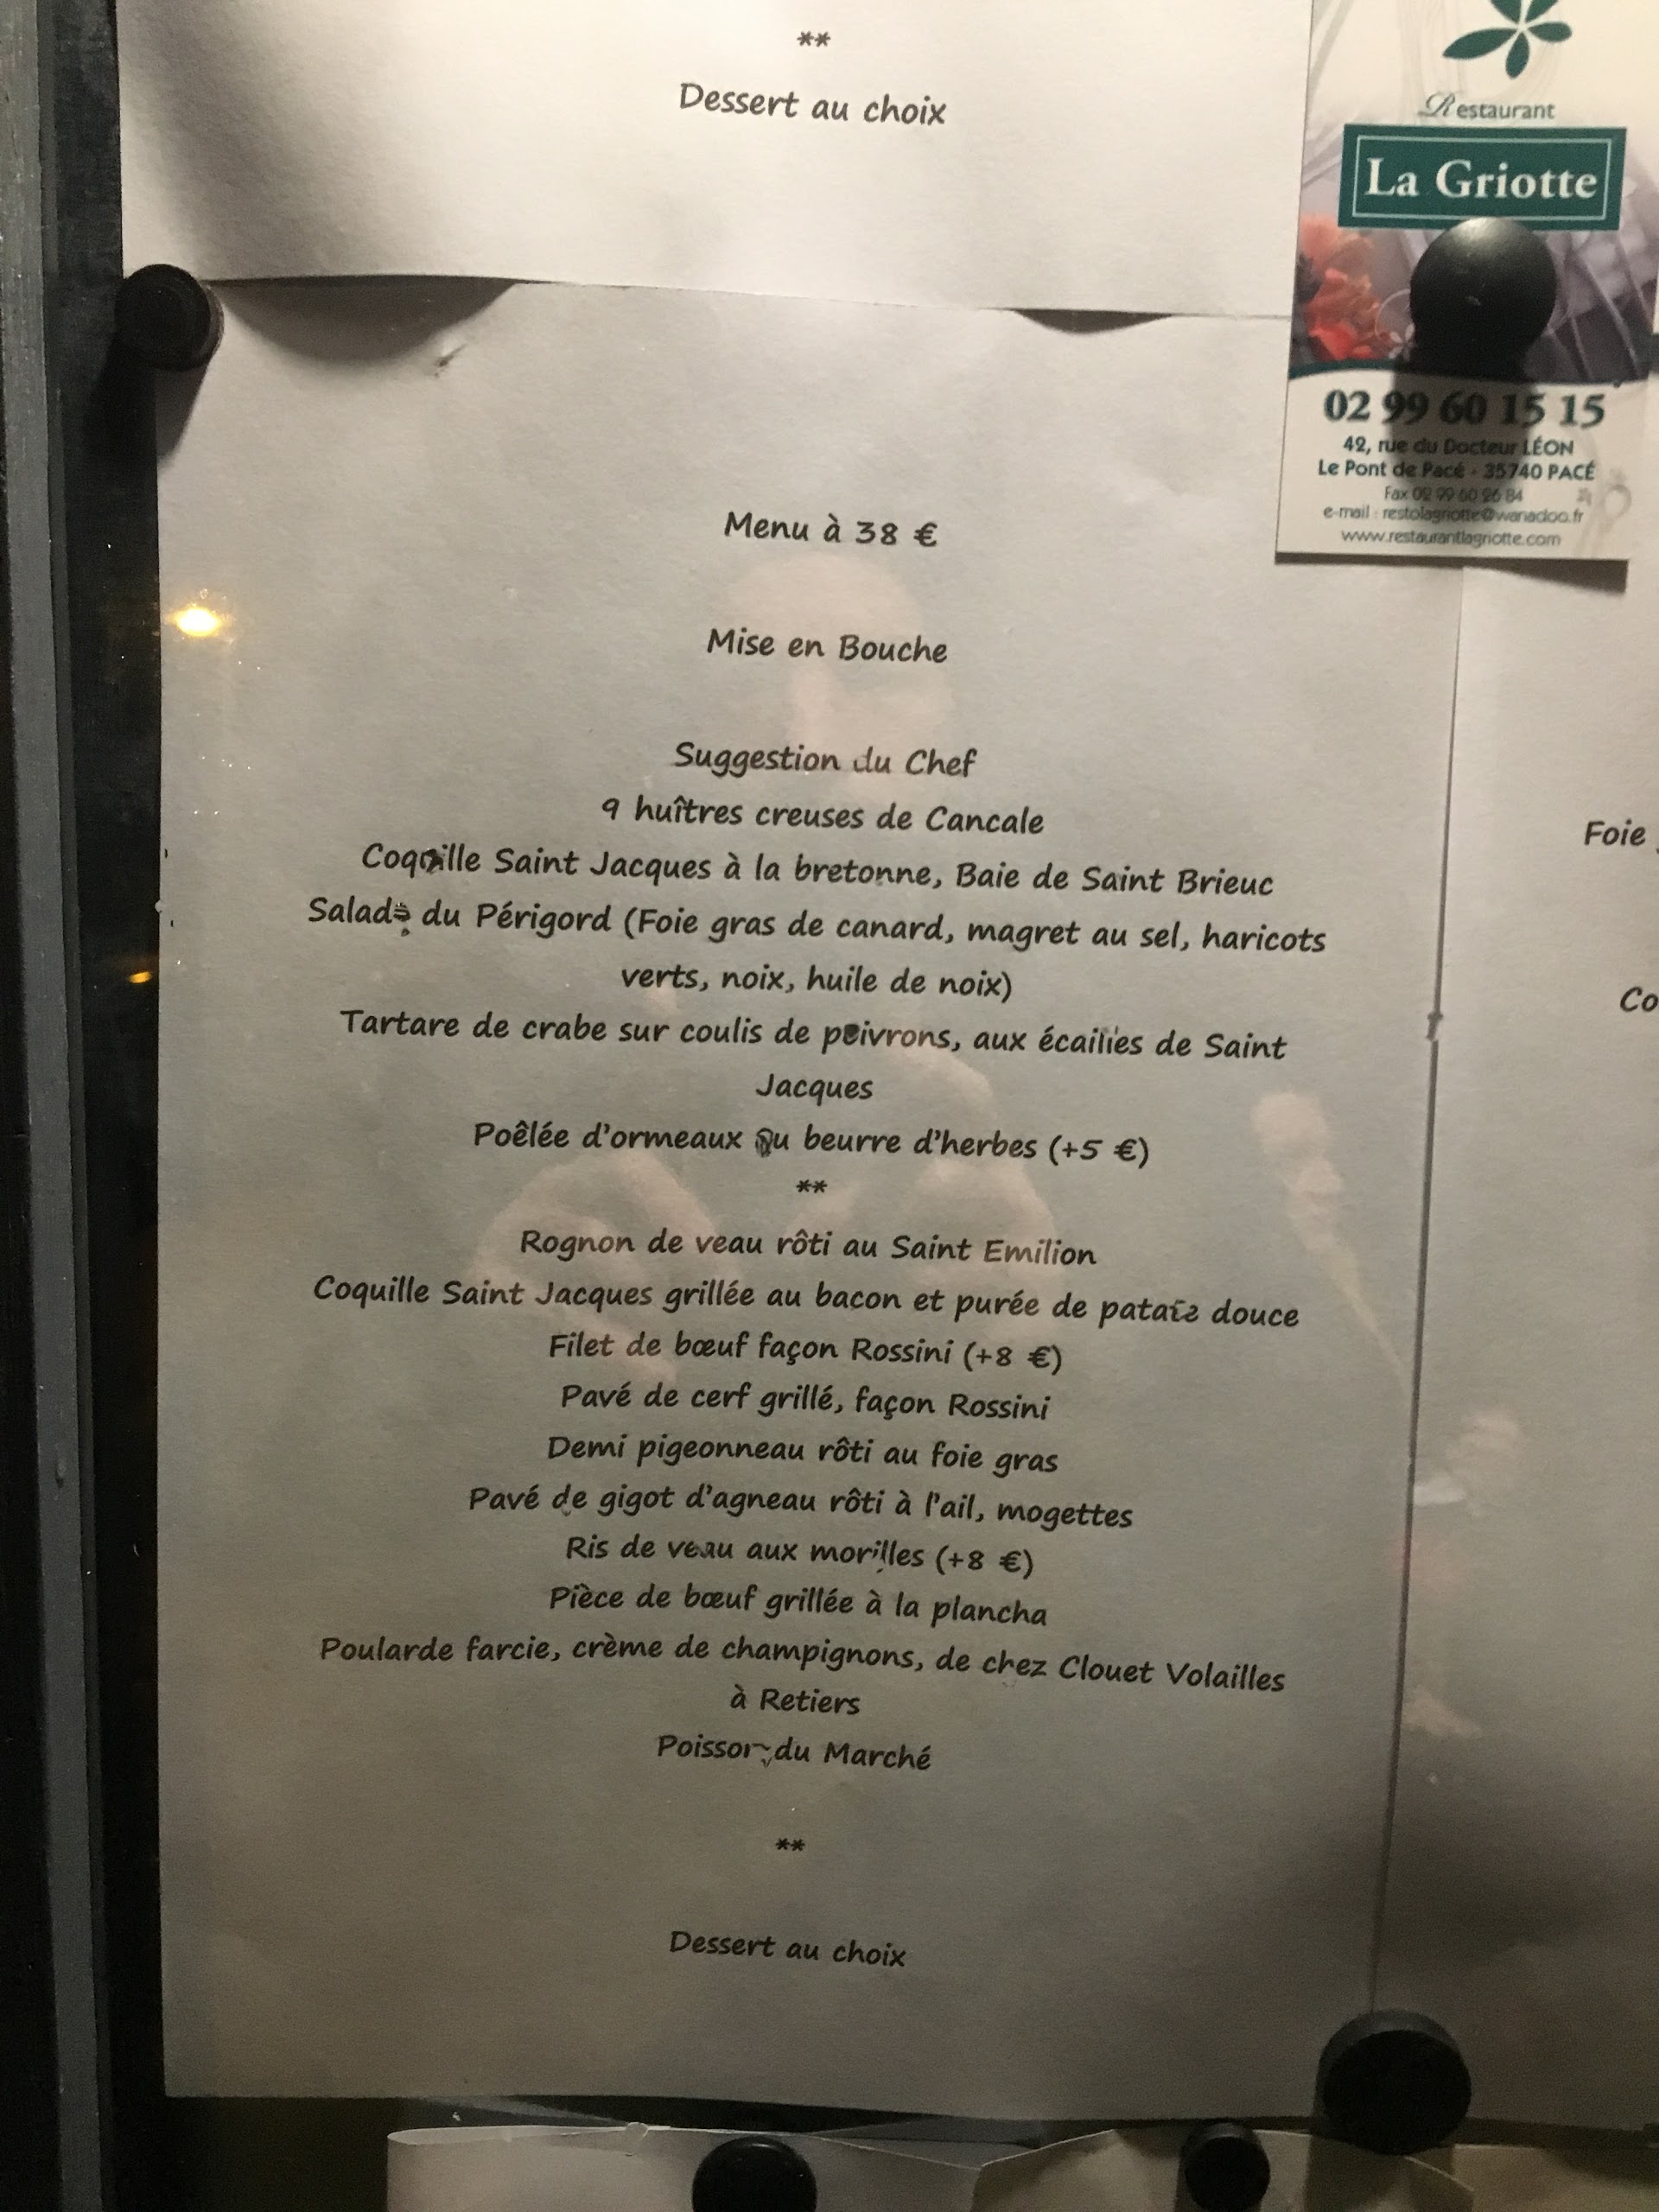 **
Dessert au choix
Restaurant
La Griotte
02 99 60 15 15
42, rue du Docteur LÉON
Le Pont de Pacé - 35740 PACÉ
Fax 02 99 60 26 84
e-mail : restolagriotte@wanadoo.fr
www.restaurantlagriotte.com
Menu à 38 €
Mise en Bouche
Suggestion du Chef
9 huîtres creuses de Cancale
Coquille Saint Jacques à la bretonne, Baie de Saint Brieuc
Salade du Périgord (Foie gras de canard, magret au sel, haricots
verts, noix, huile de noix)
Tartare de crabe sur coulis de poivrons, aux écailles de Saint
Jacques
Poêlée d'ormeaux au beurre d'herbes (+5 €)
**
Rognon de veau rôti au Saint Emilion
Coquille Saint Jacques grillée au bacon et purée de patate douce
Filet de bœuf façon Rossini (+8 €)
Pavé de cerf grillé, façon Rossini
Demi pigeonneau rôti au foie gras
Pavé de gigot d'agneau rôti à l'ail, mogettes
Ris de veau aux morilles (+8 €)
Pièce de bœuf grillée à la plancha
Poularde farcie, crème de champignons, de chez Clouet Volailles
à Retiers
Poisson du Marché
**
Dessert au choix
Foie
Co